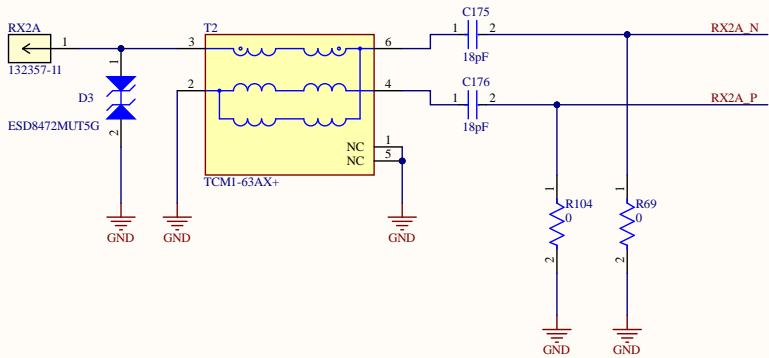 RX2A
T2
C175
1
3
6
1
2
RX2A_N
132357-11
1
18pF
D3
2
4
C176
1
2
RX2A_P
ESD8472MUT5G
2
18pF
NC
1
NC
5
TCM1-63AX+
1
1
R104
R69
0
0
GND
GND
GND
2
2
GND
GND